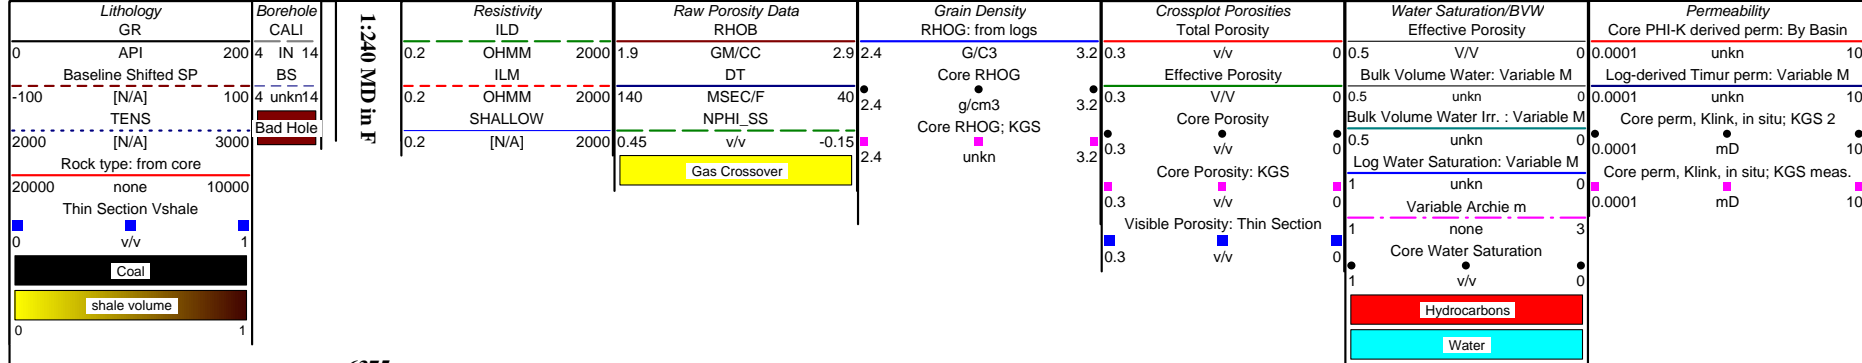 Lithology
GR
0 API 200
Baseline Shifted SP
-100 [N/A] 100
TENS
2000 [N/A] 3000
Rock type: from core
20000 none 10000
Thin Section Vshale
0 v/v 1
Coal
shale volume
0 1
Borehole
CALI
4 IN 14
BS
4 unkn14
Bad Hole
1:240 MD in F
Resistivity
ILD
0.2 OHMM 2000
ILM
0.2 OHMM 2000
SHALLOW
0.2 [N/A] 2000
Raw Porosity Data
RHOB
1.9 GM/CC 2.9
DT
140 MSEC/F 40
NPHI_SS
0.45 v/v -0.15
Gas Crossover
Grain Density
RHOG: from logs
2.4 G/C3 3.2
Core RHOG
2.4 g/cm3 3.2
Core RHOG; KGS
2.4 unkn 3.2
Crossplot Porosities
Total Porosity
0.3 v/v 0
Effective Porosity
0.3 V/V 0
Core Porosity
0.3 v/v 0
Core Porosity: KGS
0.3 v/v 0
Visible Porosity: Thin Section
0.3 v/v 0
Water Saturation/BVW
Effective Porosity
0.5 V/V 0
Bulk Volume Water: Variable M
0.5 unkn 0
Bulk Volume Water Irr. : Variable M
0.5 unkn 0
Log Water Saturation: Variable M
1 unkn 0
Variable Archie m
1 none 3
Core Water Saturation
1 v/v 0
Hydrocarbons
Water
Permeability
Core PHI-K derived perm: By Basin
0.0001 unkn 10
Log-derived Timur perm: Variable M
0.0001 unkn 10
Core perm, Klink, in situ; KGS 2
0.0001 mD 10
Core perm, Klink, in situ; KGS meas.
0.0001 mD 10